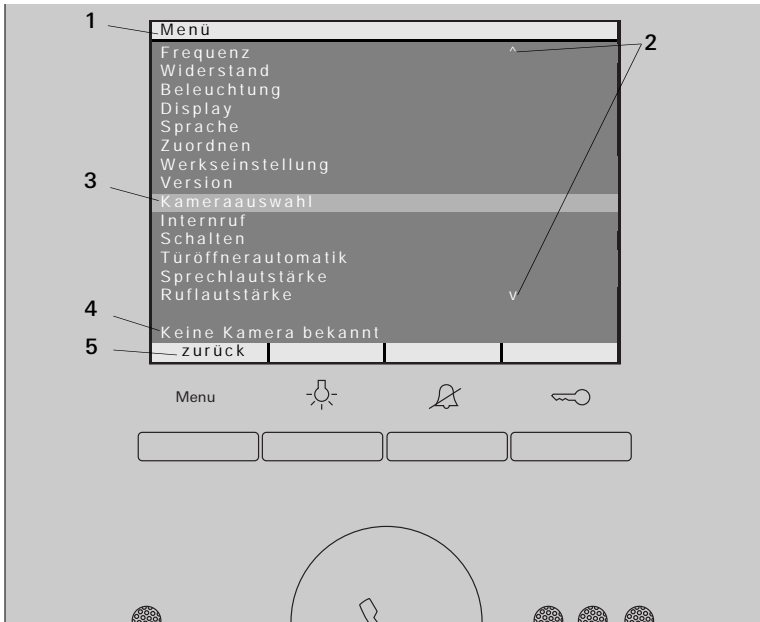 1
Menü
Frequenz ^
2
Widerstand
Beleuchtung
Display
Sprache
Zuordnen
Werkseinstellung
3
Version
Kameraauswahl
Internruf
Schalten
Türöffnerautomatik
Sprechlautstärke
Ruflautstärke v
4
Keine Kamera bekannt
5
zurück
Menu